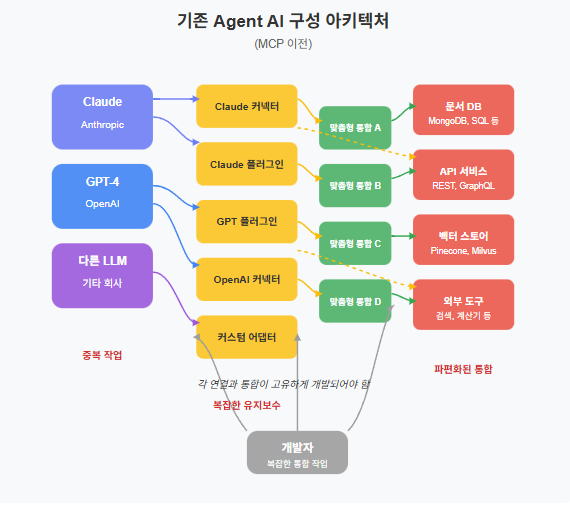 기존 Agent AI 구성 아키텍처
(MCP 이전)
Claude
Anthropic
GPT-4
OpenAI
다른 LLM
기타 회사
Claude 커넥터
Claude 플러그인
GPT 플러그인
OpenAI 커넥터
커스텀 어댑터
맞춤형 통합 A
맞춤형 통합 B
맞춤형 통합 C
맞춤형 통합 D
문서 DB
MongoDB, SQL 등
API 서비스
REST, GraphQL
백터 스토어
Pinecone, Milvus
외부 도구
검색, 계산기 등
중복 작업
파편화된 통합
각 연결과 통합이 고유하게 개발되어야 함
복잡한 유지보수
개발자
복잡한 통합 작업